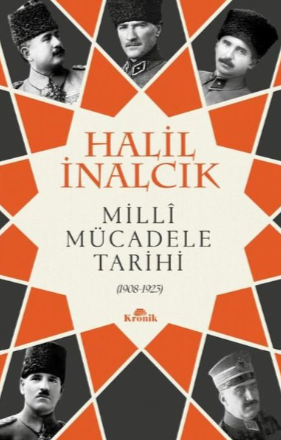 HALİL
İNALCIK
MİLLÎ
MÜCADELE
TARİHİ
(1908-1923)
Kronik